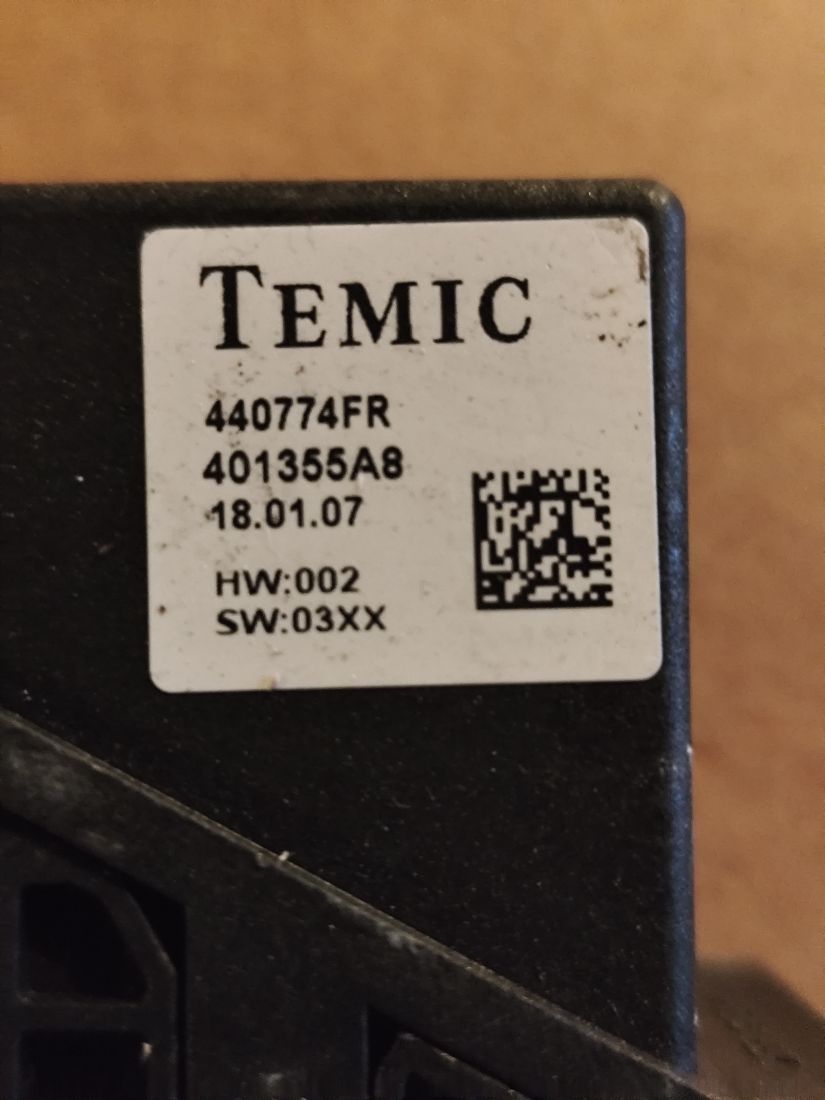 TEMIC
440774FR
401355A8
18.01.07
HW:002
SW:03XX